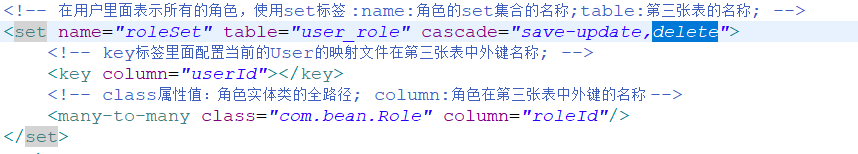 <!-- 在用户里面表示所有的角色，使用set标签:name:角色的set集合的名称;table:第三张表的名称; -->
<set name="roleSet" table="user_role" cascade="save-update,delete">
<!-- key标签里面配置当前的User的映射文件在第三张表中外键名称; -->
<key column="userId"></key>
<!-- class属性值：角色实体类的全路径; column:角色在第三张表中外键的名称 -->
<many-to-many class="com.bean.Role" column="roleId"/>
</set>